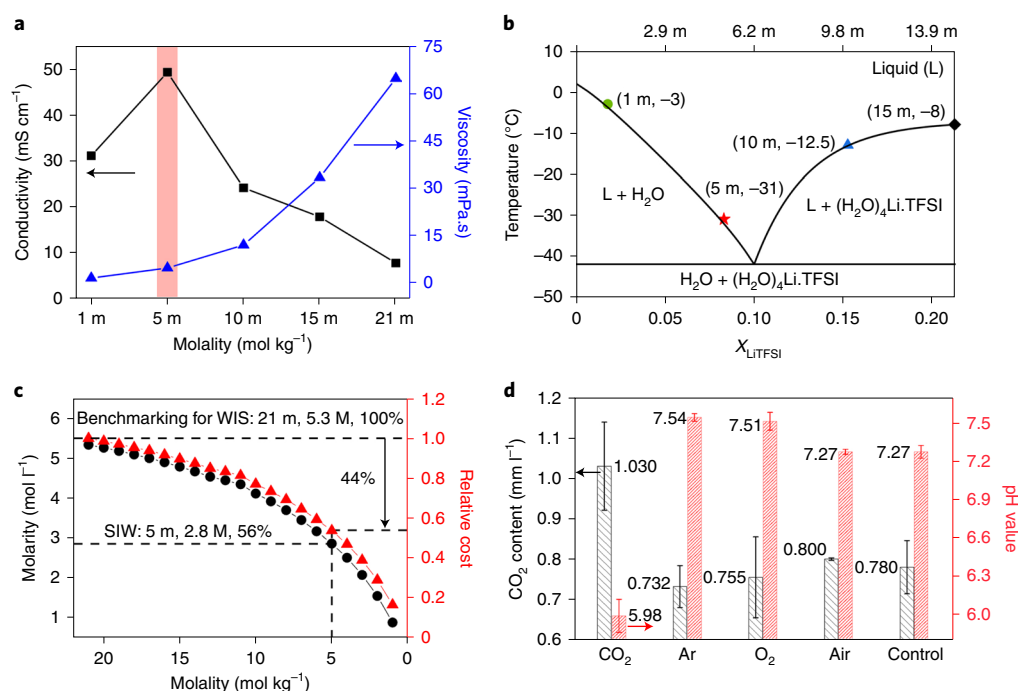 a
Conductivity (mS cm⁻¹)
50
40
30
20
10
0
75
60
45
30
15
0
Viscosity (mPa.s)
1 m 5 m 10 m 15 m 21 m
Molality (mol kg⁻¹)
b
2.9 m 6.2 m 9.8 m 13.9 m
Temperature (°C)
10
0
−10
−20
−30
−40
−50
Liquid (L)
(1 m, −3)
(15 m, −8)
(10 m, −12.5)
(5 m, −31)
L + H₂O
L + (H₂O)₄Li.TFSI
H₂O + (H₂O)₄Li.TFSI
0 0.05 0.10 0.15 0.20
X_LiTFSI
c
Molarity (mol l⁻¹)
6
5
4
3
2
1
Benchmarking for WIS: 21 m, 5.3 M, 100%
44%
SIW: 5 m, 2.8 M, 56%
1.2
1.0
0.8
0.6
0.4
0.2
0
Relative cost
20 15 10 5 0
Molality (mol kg⁻¹)
d
CO₂ content (mm l⁻¹)
1.2
1.1
1.0
0.9
0.8
0.7
0.6
1.030
5.98
0.732
7.54
0.755
7.51
0.800
7.27
0.780
7.27
7.5
7.2
6.9
6.6
6.3
6.0
pH value
CO₂ Ar O₂ Air Control